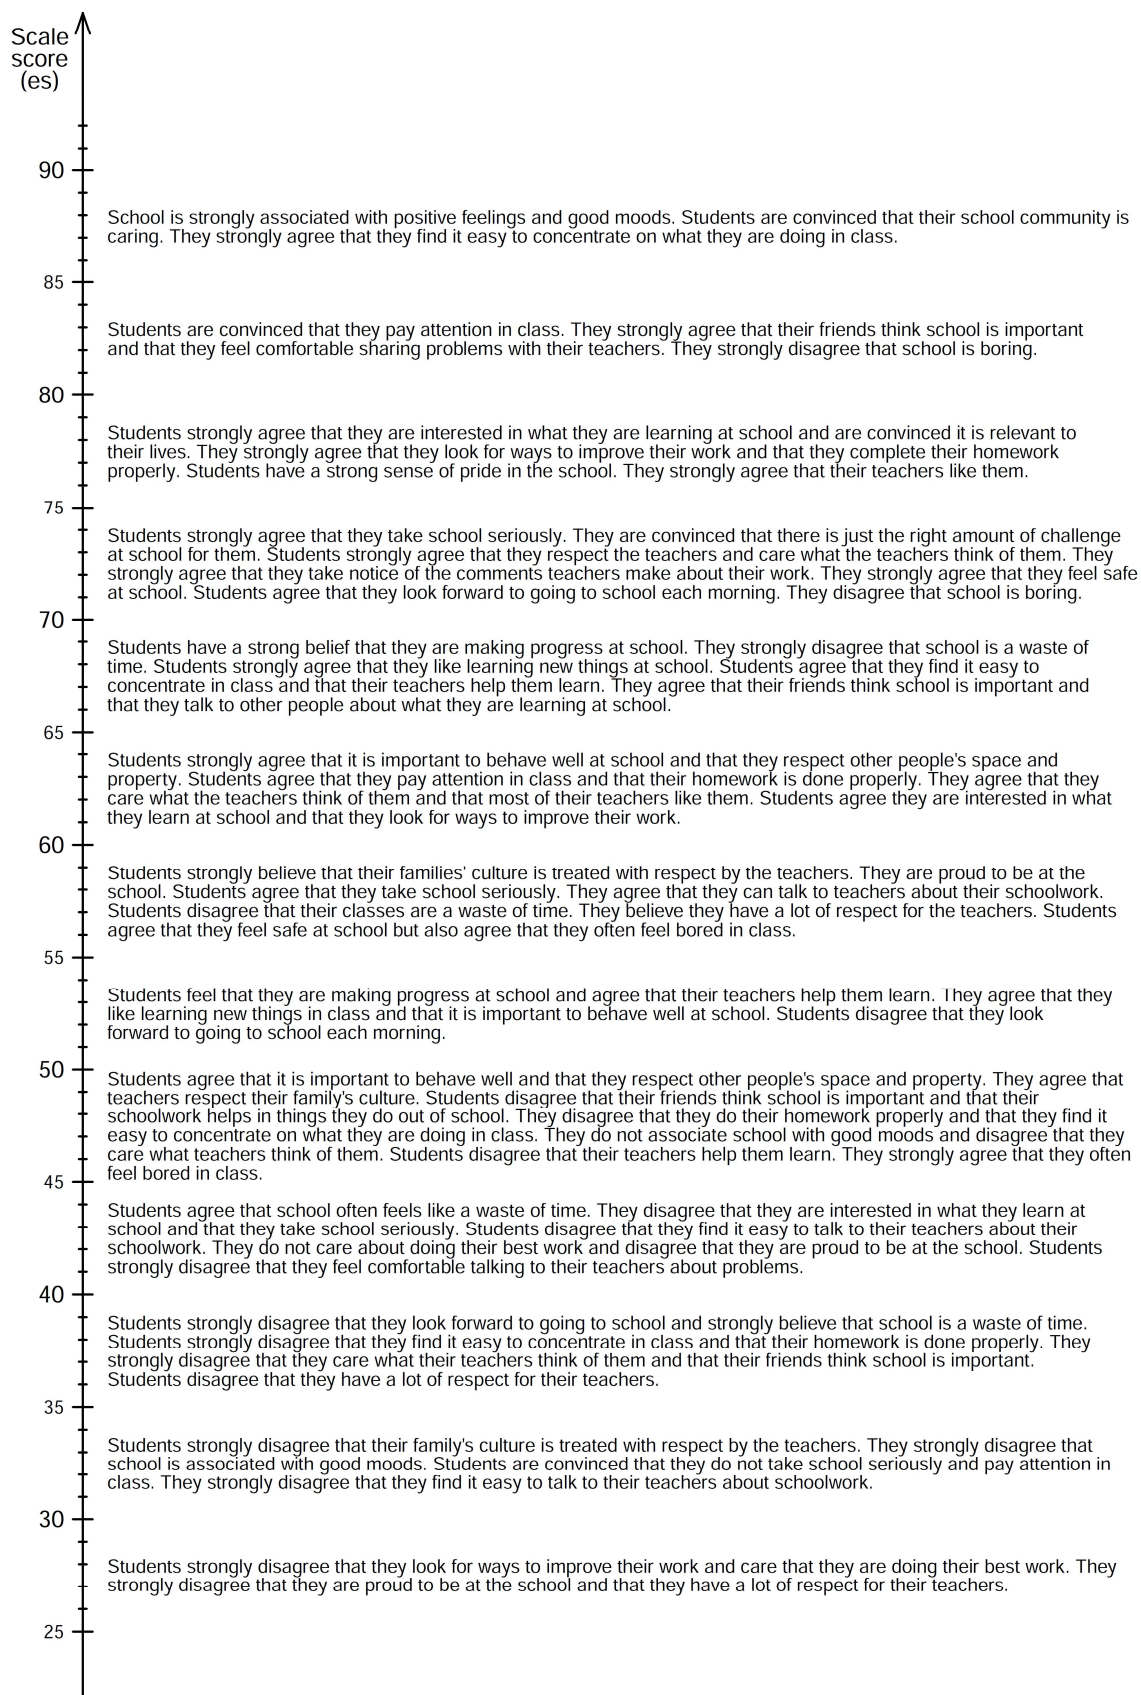 Scale
score
(es)
90
School is strongly associated with positive feelings and good moods. Students are convinced that their school community is
caring. They strongly agree that they find it easy to concentrate on what they are doing in class.
85
Students are convinced that they pay attention in class. They strongly agree that their friends think school is important
and that they feel comfortable sharing problems with their teachers. They strongly disagree that school is boring.
80
Students strongly agree that they are interested in what they are learning at school and are convinced it is relevant to
their lives. They strongly agree that they look for ways to improve their work and that they complete their homework
properly. Students have a strong sense of pride in the school. They strongly agree that their teachers like them.
75
Students strongly agree that they take school seriously. They are convinced that there is just the right amount of challenge
at school for them. Students strongly agree that they respect the teachers and care what the teachers think of them. They
strongly agree that they take notice of the comments teachers make about their work. They strongly agree that they feel safe
at school. Students agree that they look forward to going to school each morning. They disagree that school is boring.
70
Students have a strong belief that they are making progress at school. They strongly disagree that school is a waste of
time. Students strongly agree that they like learning new things at school. Students agree that they find it easy to
concentrate in class and that their teachers help them learn. They agree that their friends think school is important and
that they talk to other people about what they are learning at school.
65
Students strongly agree that it is important to behave well at school and that they respect other people's space and
property. Students agree that they pay attention in class and that their homework is done properly. They agree that they
care what the teachers think of them and that most of their teachers like them. Students agree they are interested in what
they learn at school and that they look for ways to improve their work.
60
Students strongly believe that their families' culture is treated with respect by the teachers. They are proud to be at the
school. Students agree that they take school seriously. They agree that they can talk to teachers about their schoolwork.
Students disagree that their classes are a waste of time. They believe they have a lot of respect for the teachers. Students
agree that they feel safe at school but also agree that they often feel bored in class.
55
Students feel that they are making progress at school and agree that their teachers help them learn. They agree that they
like learning new things in class and that it is important to behave well at school. Students disagree that they look
forward to going to school each morning.
50
Students agree that it is important to behave well and that they respect other people's space and property. They agree that
teachers respect their family's culture. Students disagree that their friends think school is important and that their
schoolwork helps in things they do out of school. They disagree that they do their homework properly and that they find it
easy to concentrate on what they are doing in class. They do not associate school with good moods and disagree that they
care what teachers think of them. Students disagree that their teachers help them learn. They strongly agree that they often
feel bored in class.
45
Students agree that school often feels like a waste of time. They disagree that they are interested in what they learn at
school and that they take school seriously. Students disagree that they find it easy to talk to their teachers about their
schoolwork. They do not care about doing their best work and disagree that they are proud to be at the school. Students
strongly disagree that they feel comfortable talking to their teachers about problems.
40
Students strongly disagree that they look forward to going to school and strongly believe that school is a waste of time.
Students strongly disagree that they find it easy to concentrate in class and that their homework is done properly. They
strongly disagree that they care what their teachers think of them and that their friends think school is important.
Students disagree that they have a lot of respect for their teachers.
35
Students strongly disagree that their family's culture is treated with respect by the teachers. They strongly disagree that
school is associated with good moods. Students are convinced that they do not take school seriously and pay attention in
class. They strongly disagree that they find it easy to talk to their teachers about schoolwork.
30
Students strongly disagree that they look for ways to improve their work and care that they are doing their best work. They
strongly disagree that they are proud to be at the school and that they have a lot of respect for their teachers.
25